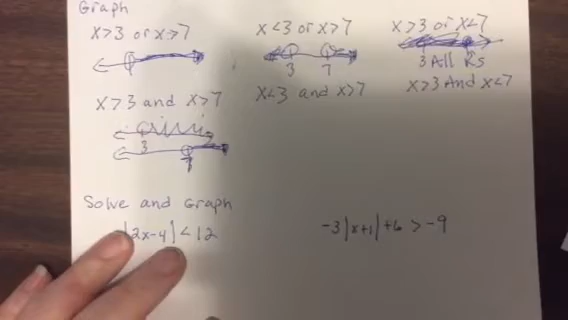 Graph
x>3 or x>7 x<3 or x>7 x>3 or x<7
3 7 3 All Rs
x>3 and x>7 x<3 and x>7 x>3 And x<7
3
7
Solve and Graph
|2x-4|<12 -3|x+1|+6>-9